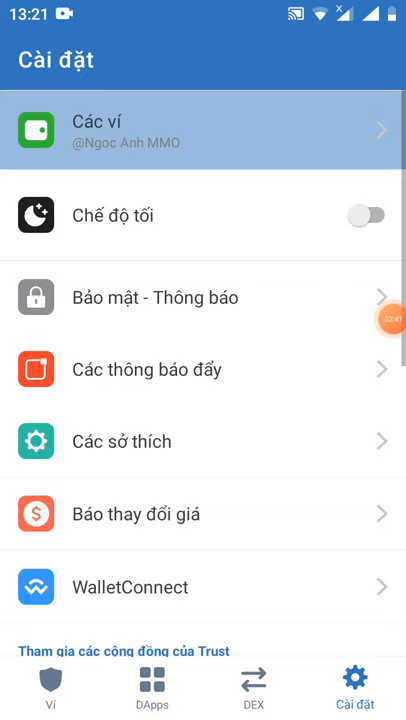 13:21
Cài đặt
Các ví
@Ngoc Anh MMO
Chế độ tối
Bảo mật - Thông báo
02:41
Các thông báo đẩy
Các sở thích
Báo thay đổi giá
WalletConnect
Tham gia các cộng đồng của Trust
Ví
DApps
DEX
Cài đặt